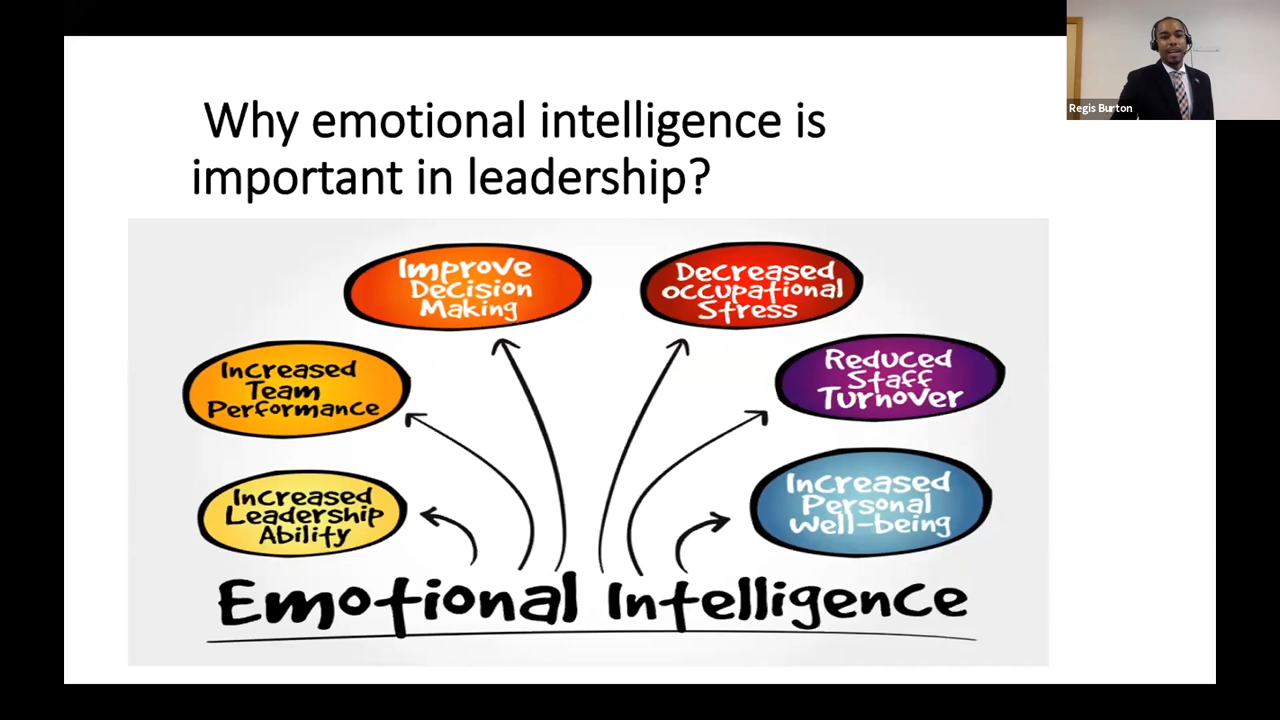 Regis Burton
Why emotional intelligence is
important in leadership?
Improve
Decision
Making
Decreased
Occupational
Stress
Increased
Team
Performance
Reduced
Staff
Turnover
Increased
Leadership
Ability
Increased
Personal
Well-being
Emotional Intelligence